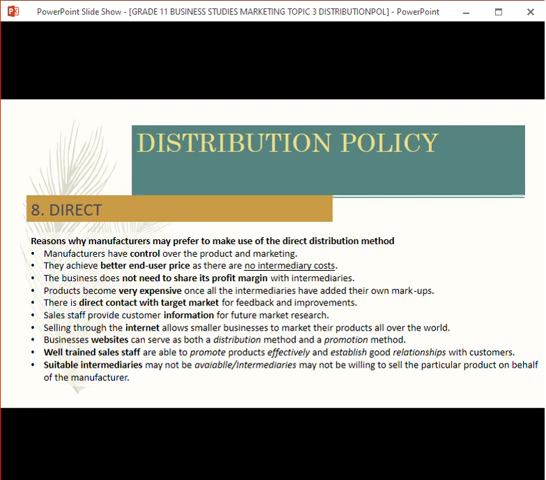 PowerPoint Slide Show - [GRADE 11 BUSINESS STUDIES MARKETING TOPIC 3 DISTRIBUTIONPOL] - PowerPoint
DISTRIBUTION POLICY
8. DIRECT
Reasons why manufacturers may prefer to make use of the direct distribution method
• Manufacturers have control over the product and marketing.
• They achieve better end-user price as there are no intermediary costs.
• The business does not need to share its profit margin with intermediaries.
• Products become very expensive once all the intermediaries have added their own mark-ups.
• There is direct contact with target market for feedback and improvements.
• Sales staff provide customer information for future market research.
• Selling through the internet allows smaller businesses to market their products all over the world.
• Businesses websites can serve as both a distribution method and a promotion method.
• Well trained sales staff are able to promote products effectively and establish good relationships with customers.
• Suitable intermediaries may not be avaiablle/Intermediaries may not be willing to sell the particular product on behalf
of the manufacturer.